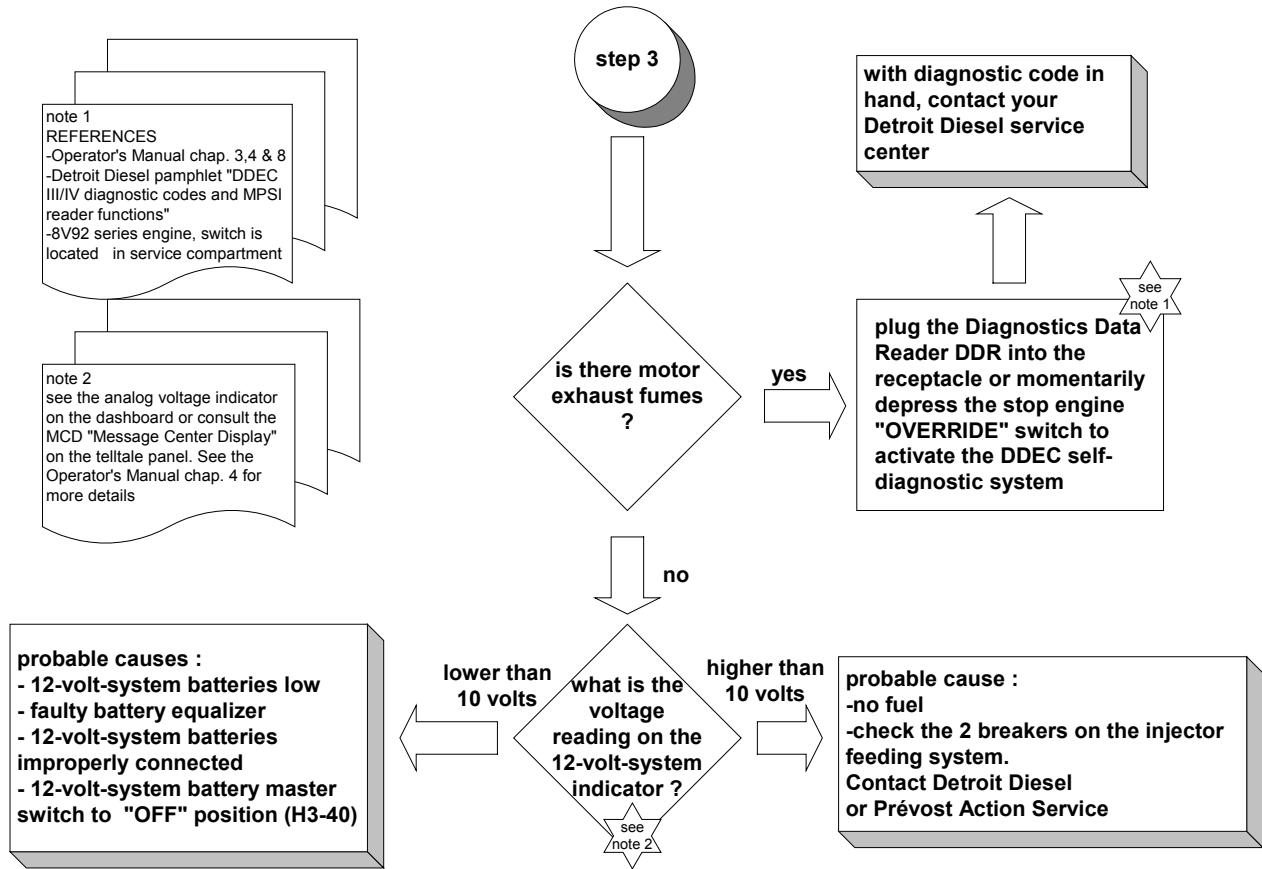 step 3
note 1
REFERENCES
-Operator's Manual chap. 3,4 & 8
-Detroit Diesel pamphlet "DDEC
III/IV diagnostic codes and MPSI
reader functions"
-8V92 series engine, switch is
located in service compartment
with diagnostic code in
hand, contact your
Detroit Diesel service
center
see
note 1
plug the Diagnostics Data
Reader DDR into the
receptacle or momentarily
depress the stop engine
"OVERRIDE" switch to
activate the DDEC self-
diagnostic system
is there motor
exhaust fumes
?
yes
note 2
see the analog voltage indicator
on the dashboard or consult the
MCD "Message Center Display"
on the telltale panel. See the
Operator's Manual chap. 4 for
more details
no
probable causes :
- 12-volt-system batteries low
- faulty battery equalizer
- 12-volt-system batteries
improperly connected
- 12-volt-system battery master
switch to "OFF" position (H3-40)
lower than
10 volts
what is the
voltage
reading on the
12-volt-system
indicator ?
see
note 2
higher than
10 volts
probable cause :
-no fuel
-check the 2 breakers on the injector
feeding system.
Contact Detroit Diesel
or Prévost Action Service